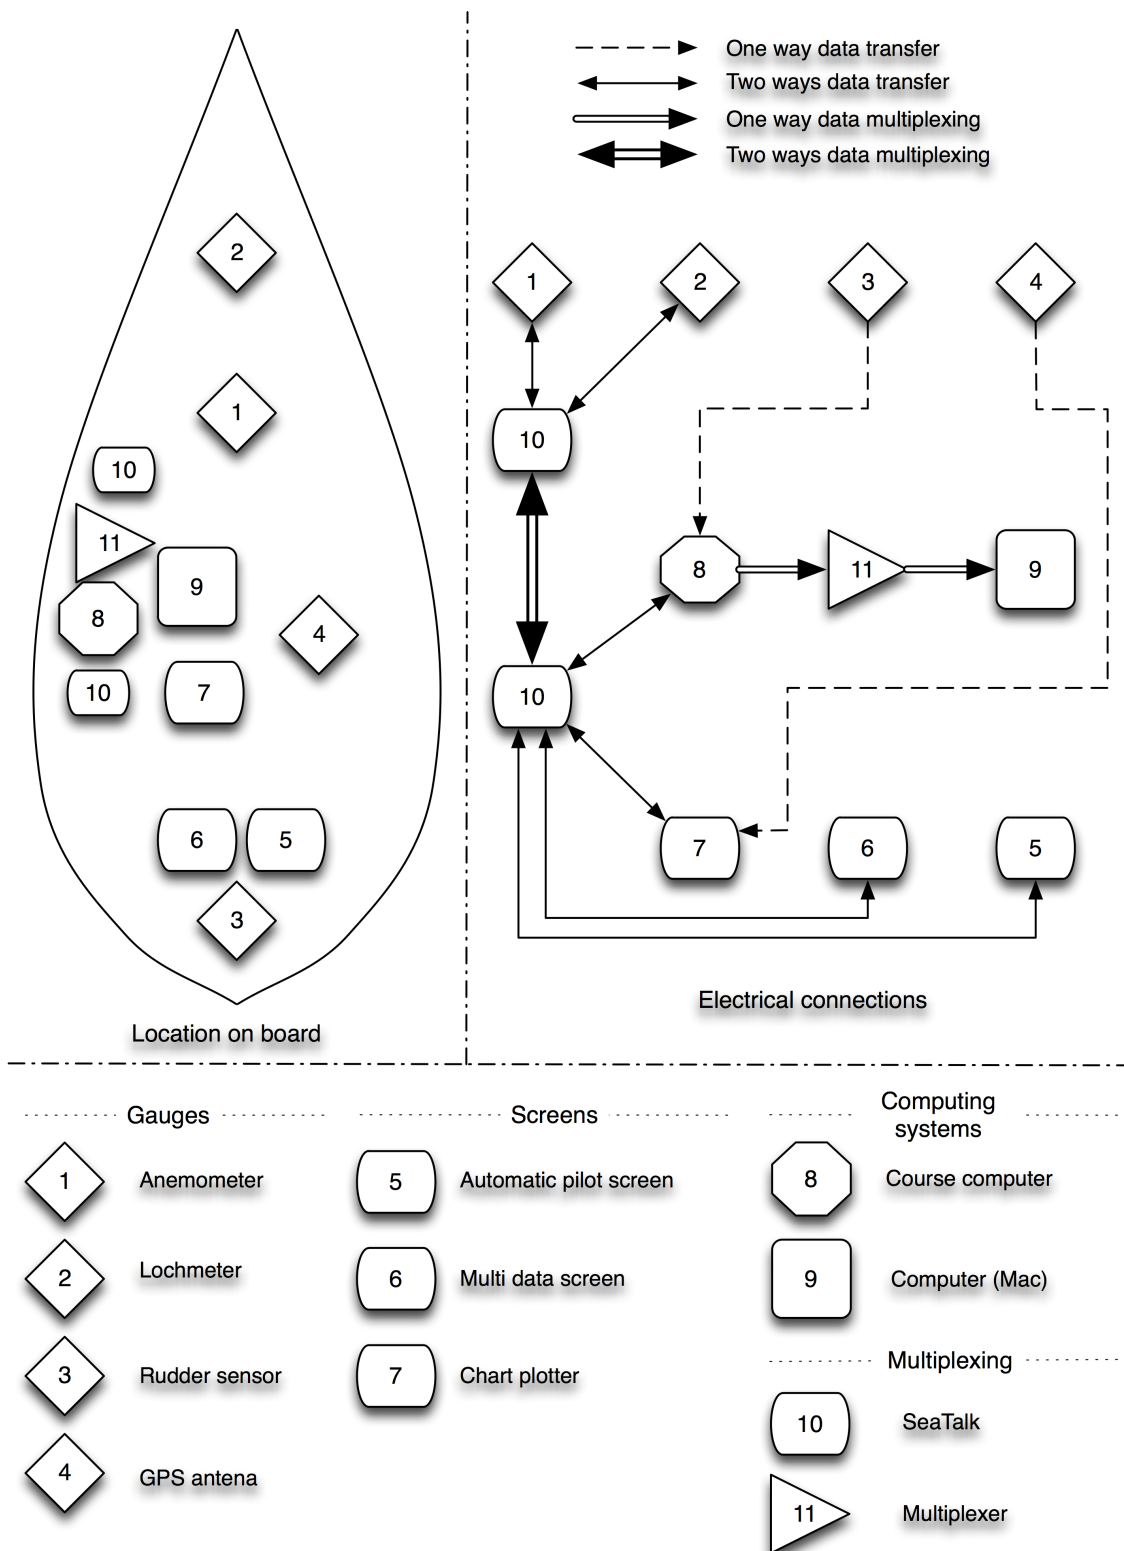 One way data transfer
Two ways data transfer
One way data multiplexing
Two ways data multiplexing
2
1
10
11
9
8
4
10
7
6
5
3
Location on board
1
2
3
4
10
8
11
9
10
7
6
5
Electrical connections
Gauges
1 Anemometer
2 Lochmeter
3 Rudder sensor
4 GPS antena
Screens
5 Automatic pilot screen
6 Multi data screen
7 Chart plotter
Computing
systems
8 Course computer
9 Computer (Mac)
Multiplexing
10 SeaTalk
11 Multiplexer